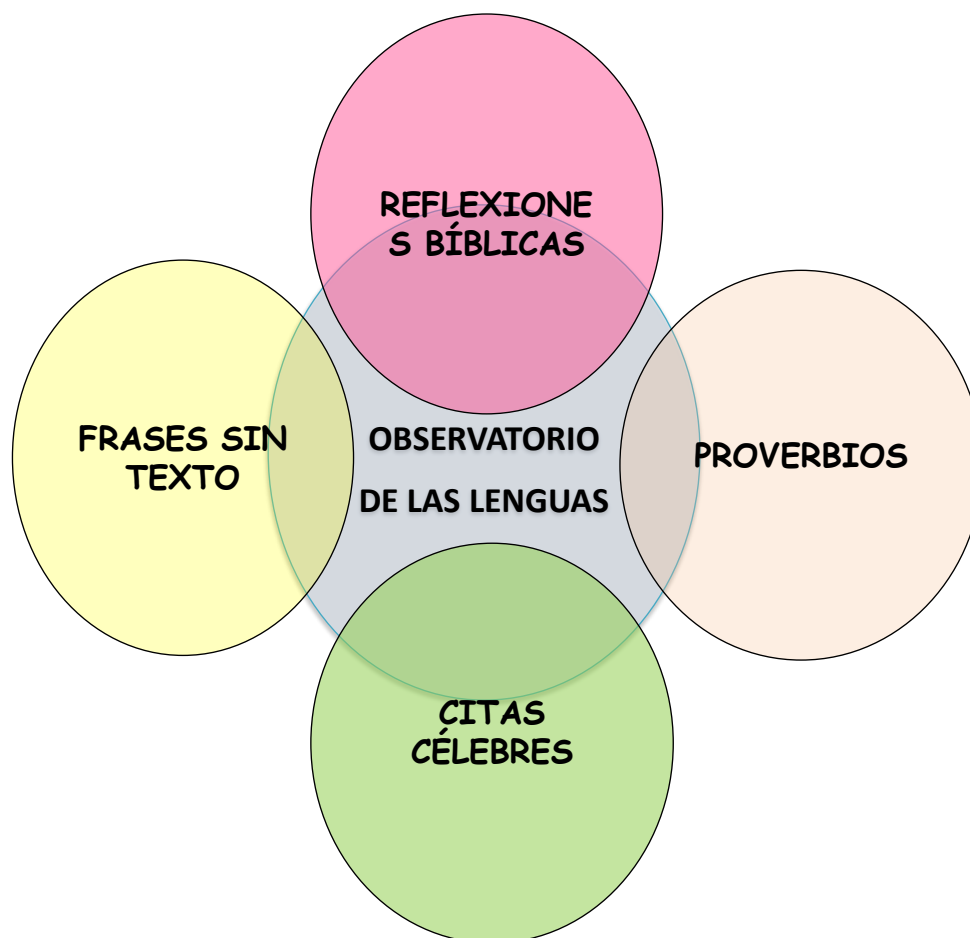 REFLEXIONE
S BÍBLICAS
FRASES SIN
TEXTO
OBSERVATORIO
DE LAS LENGUAS
PROVERBIOS
CITAS
CÉLEBRES